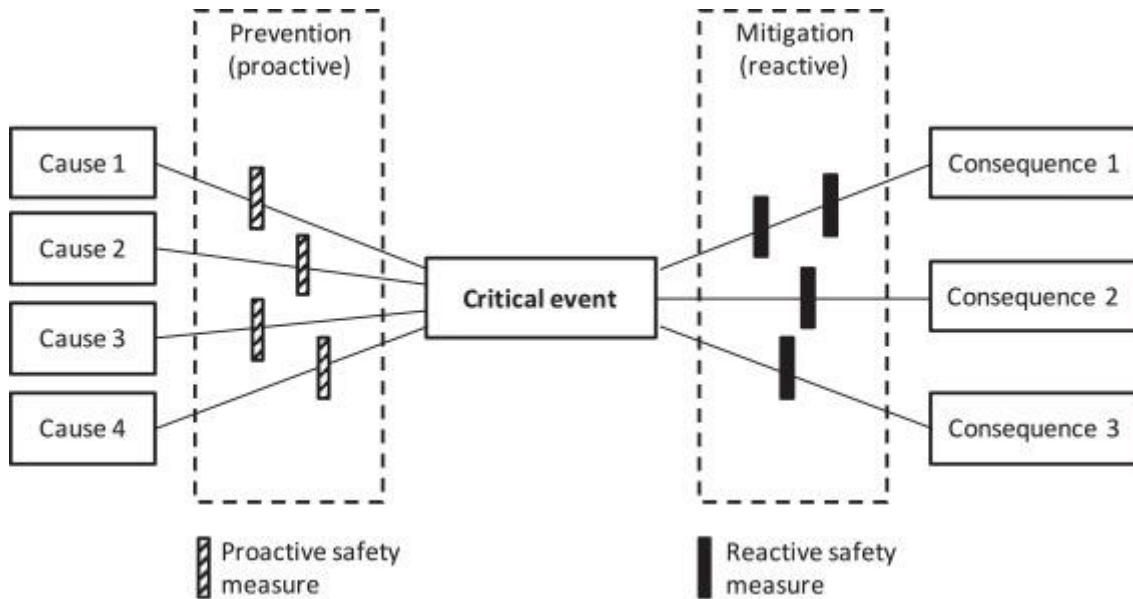 Prevention
(proactive)
Mitigation
(reactive)
Cause 1
Cause 2
Cause 3
Cause 4
Critical event
Consequence 1
Consequence 2
Consequence 3
Proactive safety
measure
Reactive safety
measure